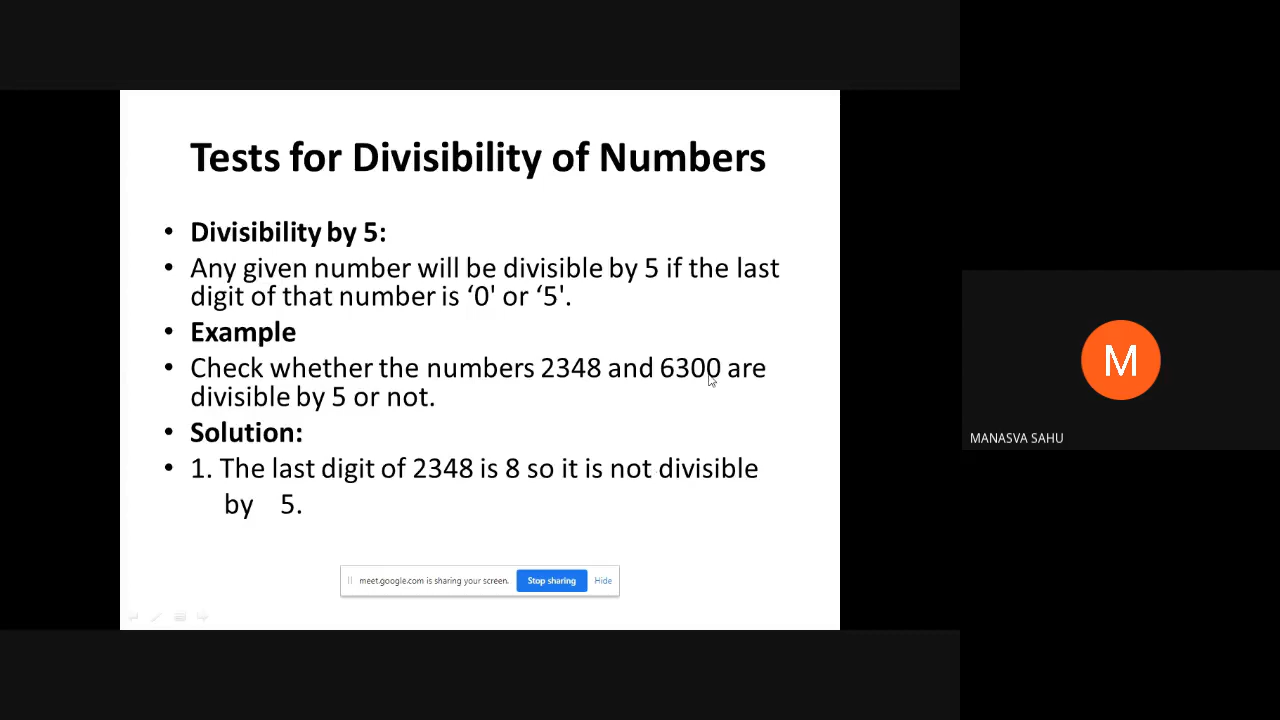 Tests for Divisibility of Numbers
• Divisibility by 5:
• Any given number will be divisible by 5 if the last
digit of that number is ‘0' or ‘5'.
• Example
• Check whether the numbers 2348 and 6300 are
divisible by 5 or not.
• Solution:
• 1. The last digit of 2348 is 8 so it is not divisible
by 5.
meet.google.com is sharing your screen. Stop sharing Hide
M
MANASVA SAHU